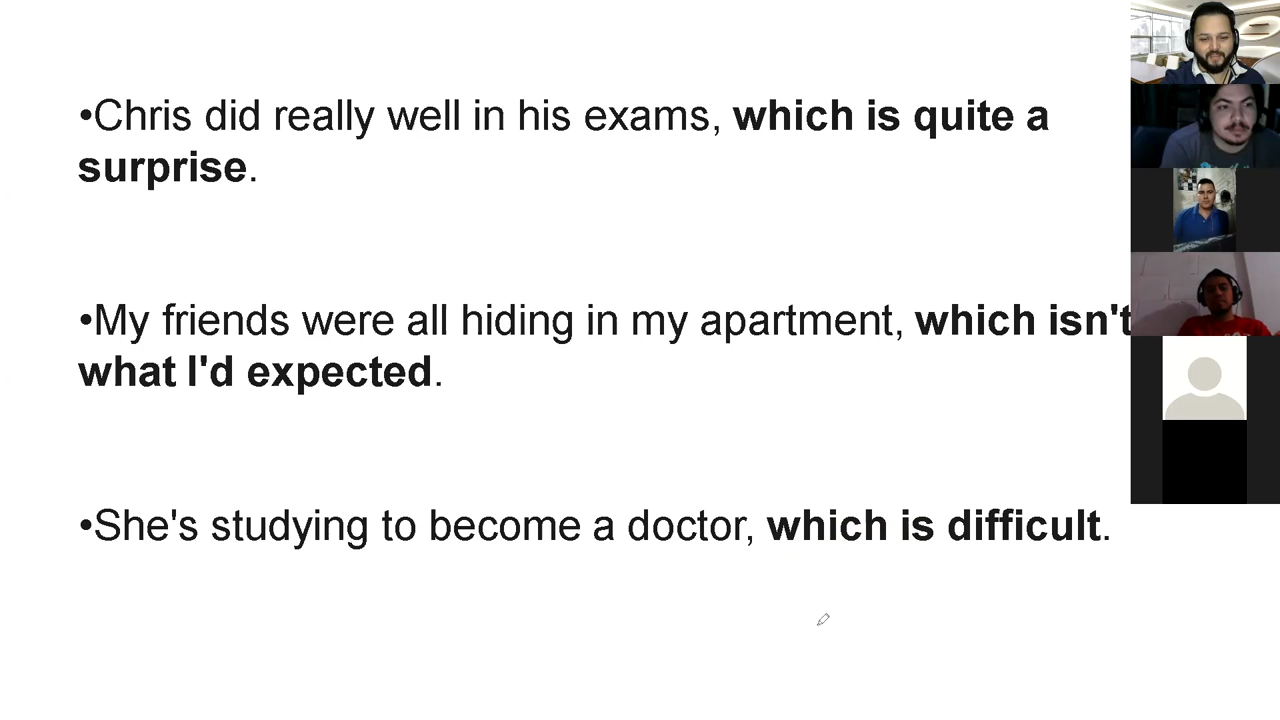 •Chris did really well in his exams, which is quite a
surprise.
•My friends were all hiding in my apartment, which isn't
what I'd expected.
•She's studying to become a doctor, which is difficult.